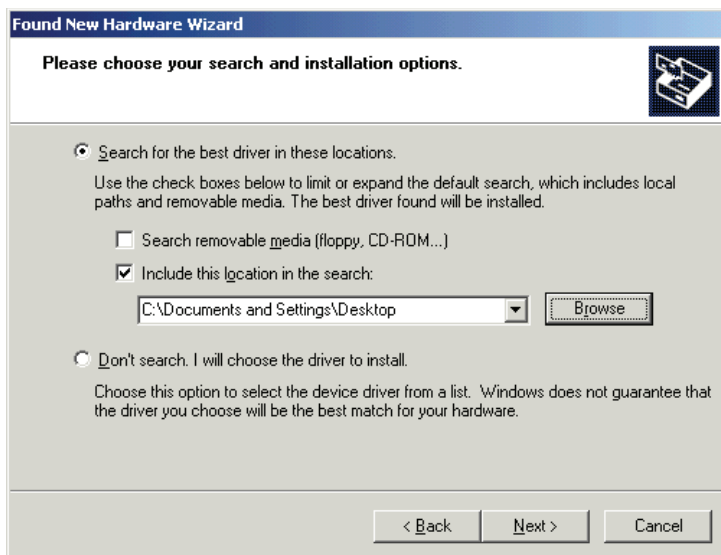 Found New Hardware Wizard
Please choose your search and installation options.
Search for the best driver in these locations.
Use the check boxes below to limit or expand the default search, which includes local
paths and removable media. The best driver found will be installed.
Search removable media (floppy, CD-ROM...)
Include this location in the search:
C:\Documents and Settings\Desktop
Browse
Don't search. I will choose the driver to install.
Choose this option to select the device driver from a list. Windows does not guarantee that
the driver you choose will be the best match for your hardware.
< Back
Next >
Cancel